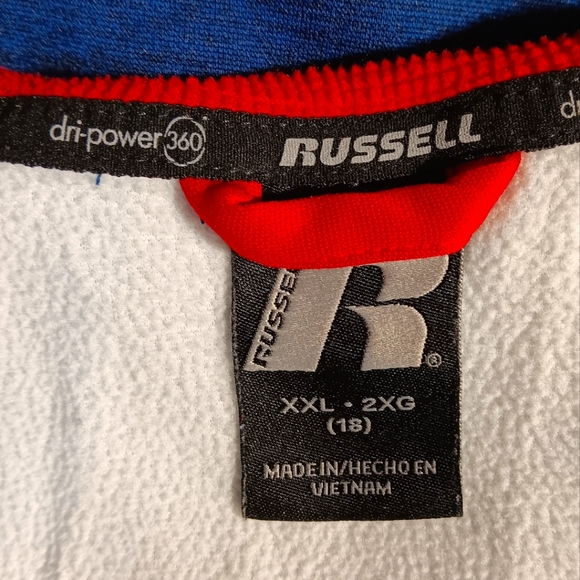 dri-power 360 RUSSELL d
RUSSELL
R®
XXL • 2XG
(18)
MADE IN/HECHO EN
VIETNAM